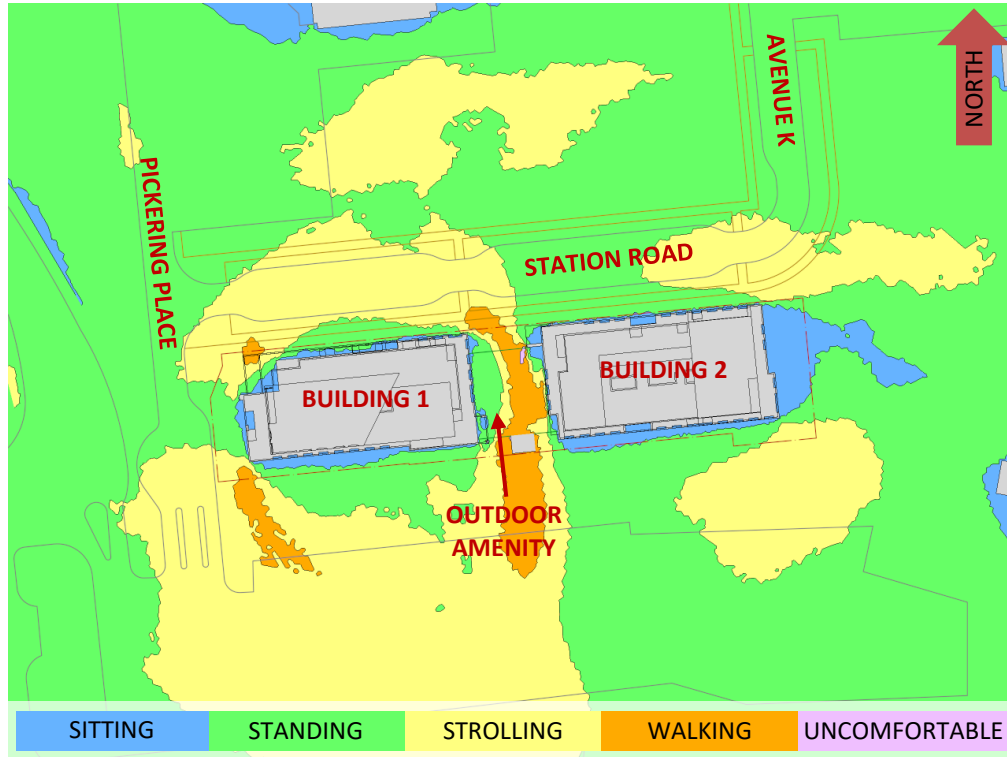 NORTH
AVENUE K
PICKERING PLACE
STATION ROAD
BUILDING 1
BUILDING 2
OUTDOOR
AMENITY
SITTING
STANDING
STROLLING
WALKING
UNCOMFORTABLE